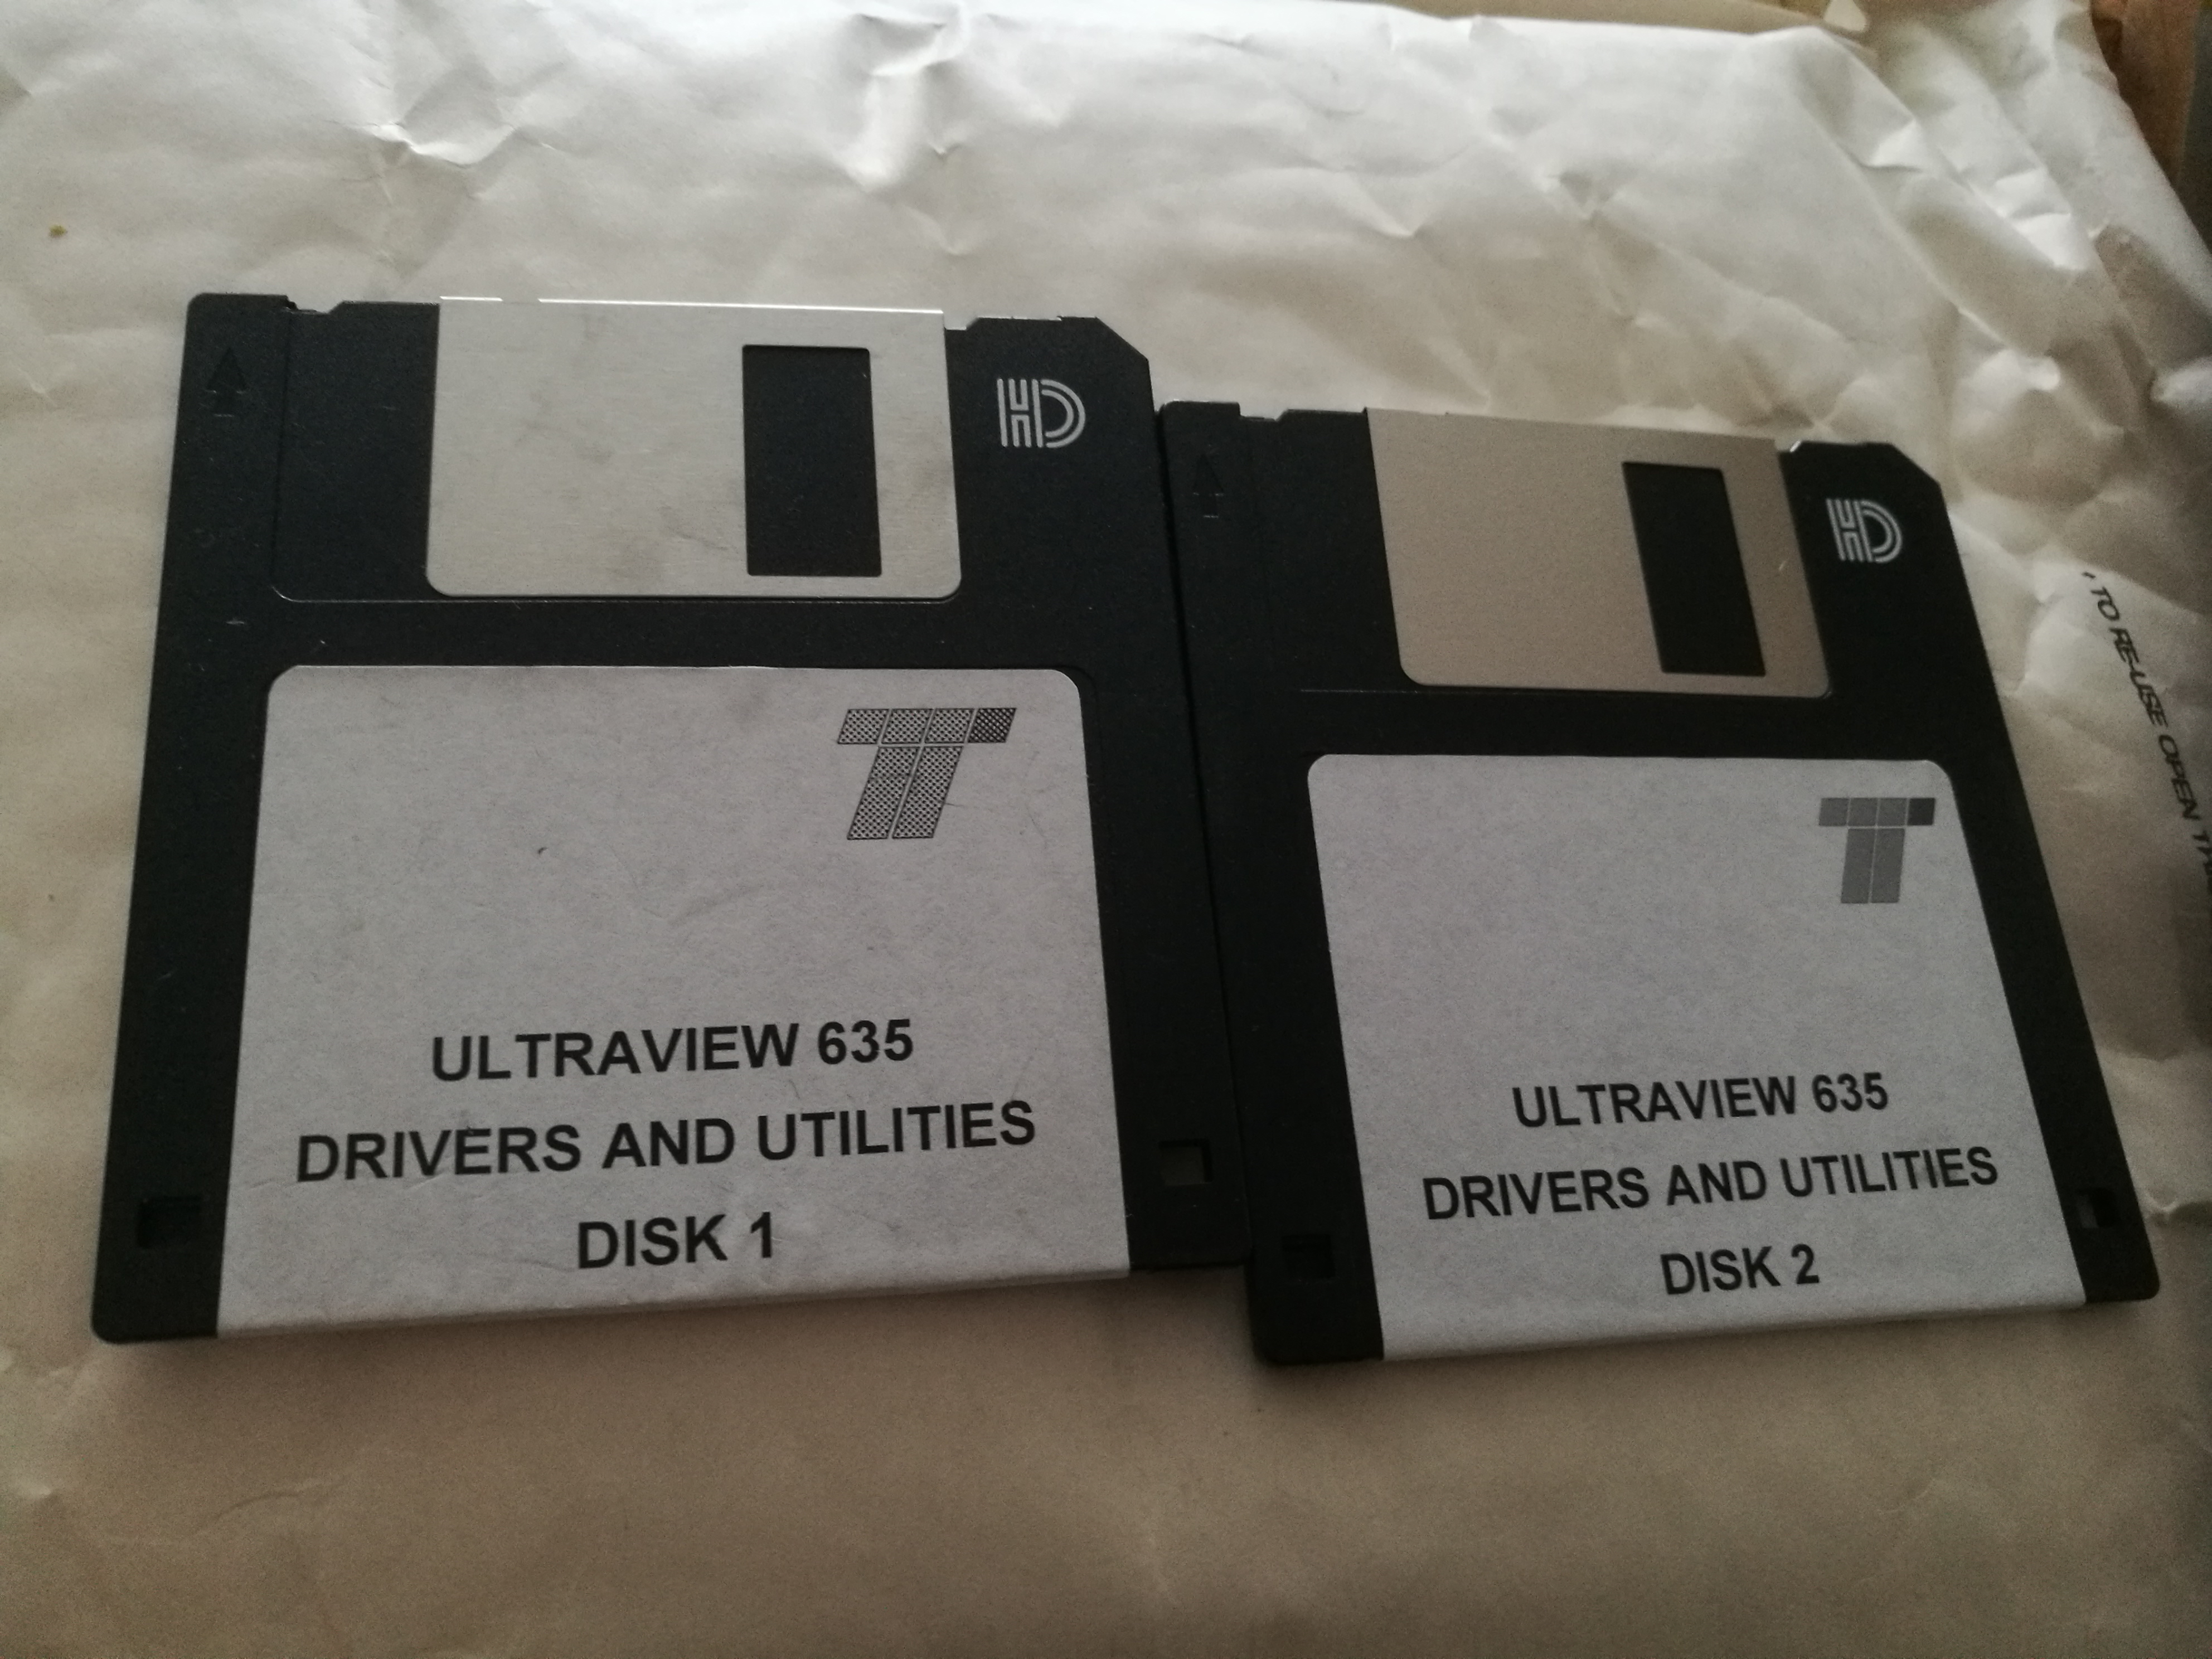 HD
ULTRAVIEW 635
DRIVERS AND UTILITIES
DISK 1
HD
ULTRAVIEW 635
DRIVERS AND UTILITIES
DISK 2
TO RE-USE OPEN